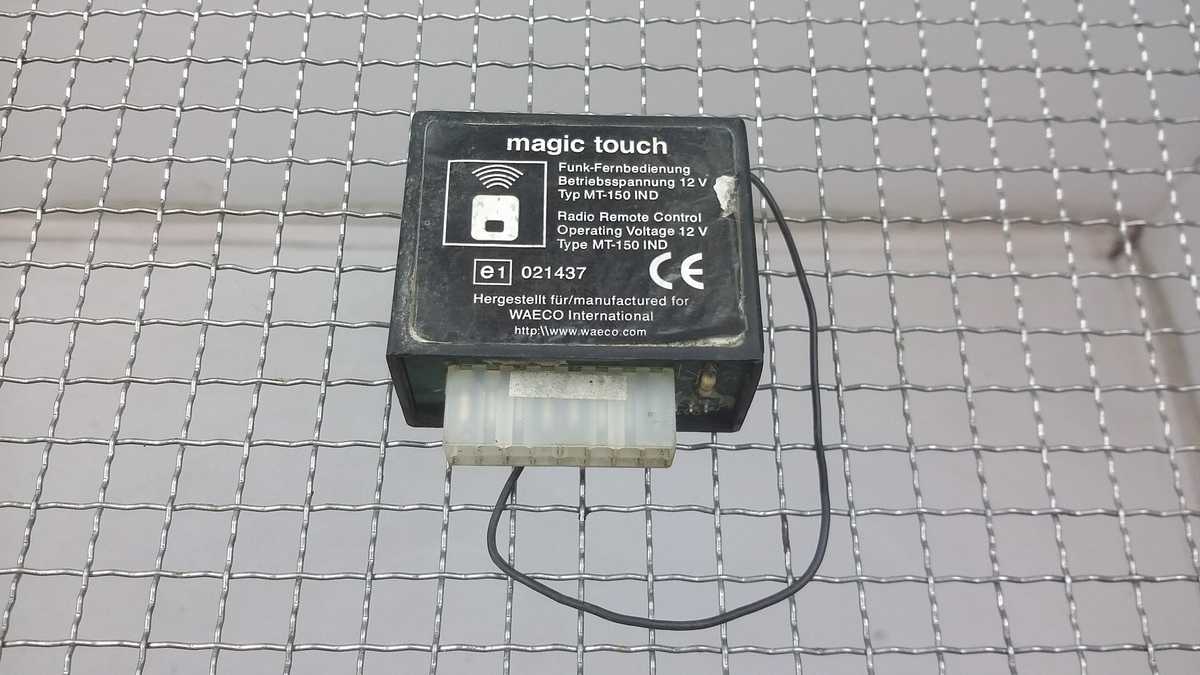 magic touch
Funk-Fernbedienung
Betriebsspannung 12 V
Typ MT-150 IND
Radio Remote Control
Operating Voltage 12 V
Type MT-150 IND
e1 021437 CE
Hergestellt für/manufactured for
WAECO International
http:\\www.waeco.com